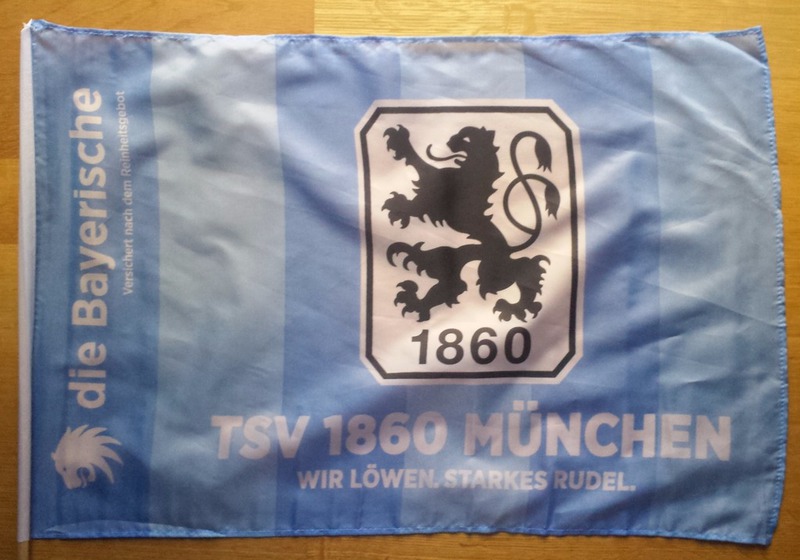 die Bayerische
Versichert nach dem Reinheitsgebot
1860
TSV 1860 MÜNCHEN
WIR LÖWEN. STARKES RUDEL.